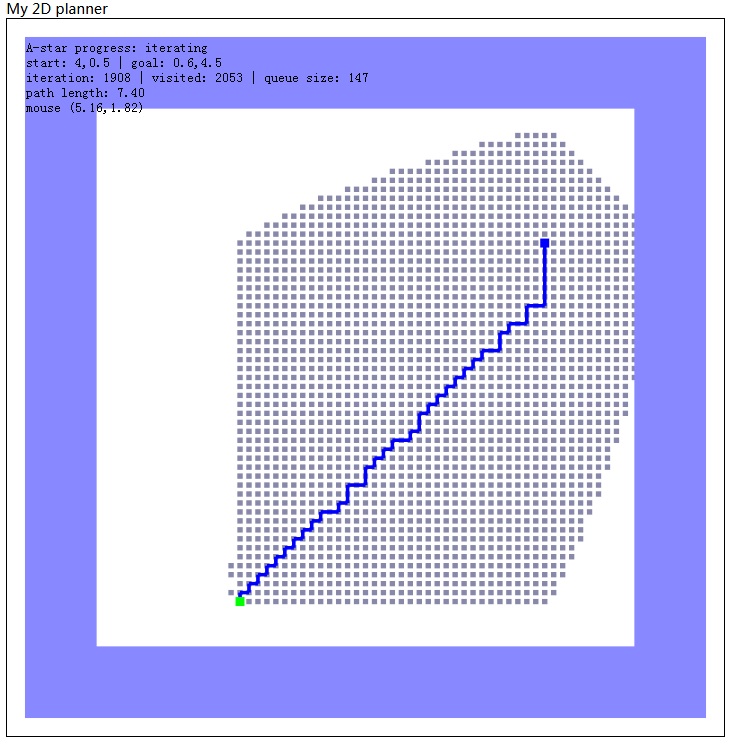 My 2D planner
A-star progress: iterating
start: 4,0.5 | goal: 0.6,4.5
iteration: 1908 | visited: 2053 | queue size: 147
path length: 7.40
mouse (5.16,1.82)